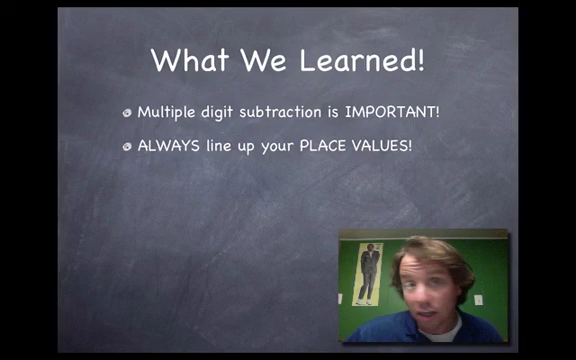 What We Learned!
Multiple digit subtraction is IMPORTANT!
ALWAYS line up your PLACE VALUES!